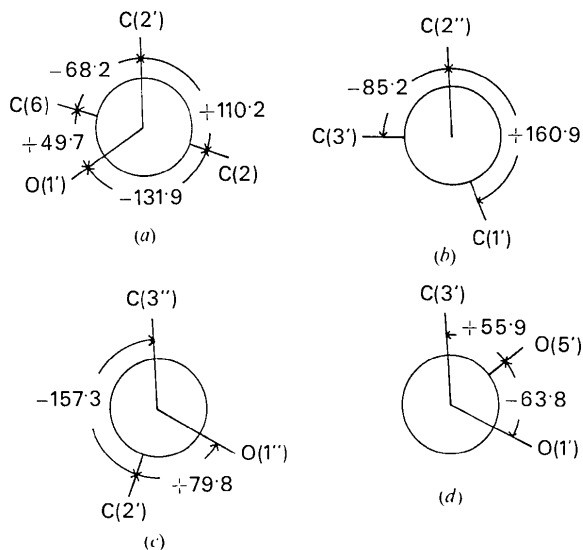 C(2')
-68·2
C(6)
+110·2
+49·7
O(1')
C(2)
-131·9
(a)
C(2'')
-85·2
C(3')
+160·9
C(1')
(b)
C(3'')
-157·3
O(1'')
+79·8
C(2')
(c)
C(3')
+55·9
O(5')
-63·8
O(1')
(d)